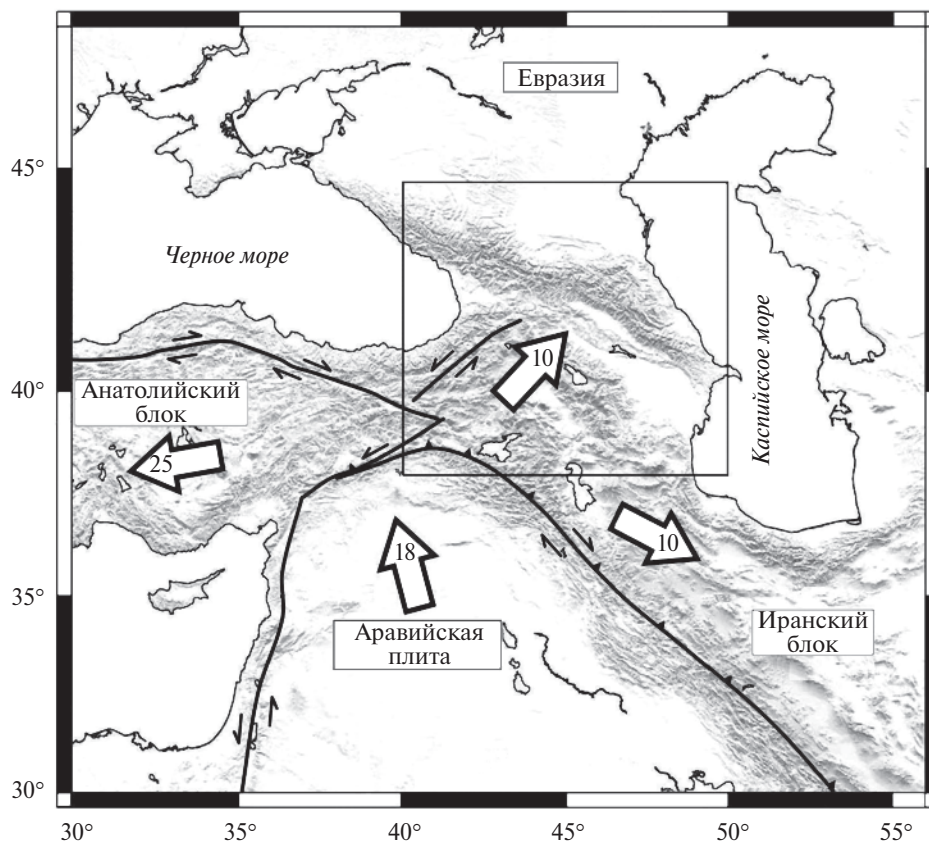 Евразия
45°
Черное море
Каспийское море
10
40°
Анатолийский
блок
25
10
18
35°
Аравийская
плита
Иранский
блок
30°
30°
35°
40°
45°
50°
55°